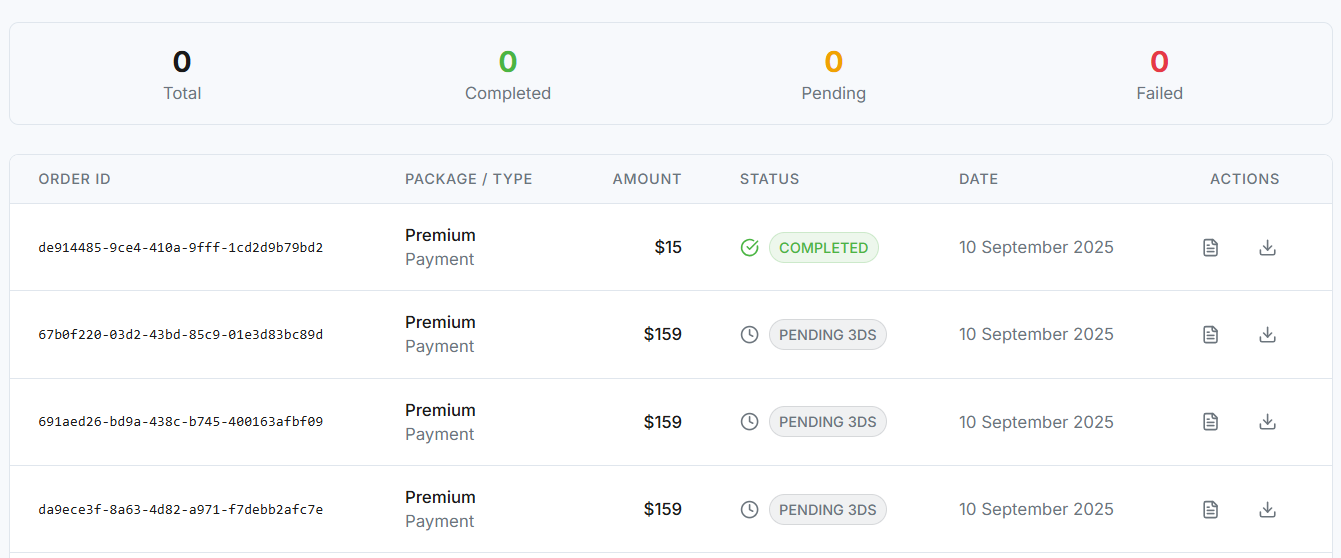 0 0 0 0
Total Completed Pending Failed
ORDER ID PACKAGE / TYPE AMOUNT STATUS DATE ACTIONS
de914485-9ce4-410a-9fff-1cd2d9b79bd2 Premium $15 COMPLETED 10 September 2025
Payment
67b0f220-03d2-43bd-85c9-01e3d83bc89d Premium $159 PENDING 3DS 10 September 2025
Payment
691aed26-bd9a-438c-b745-400163afbf09 Premium $159 PENDING 3DS 10 September 2025
Payment
da9ece3f-8a63-4d82-a971-f7debb2afc7e Premium $159 PENDING 3DS 10 September 2025
Payment